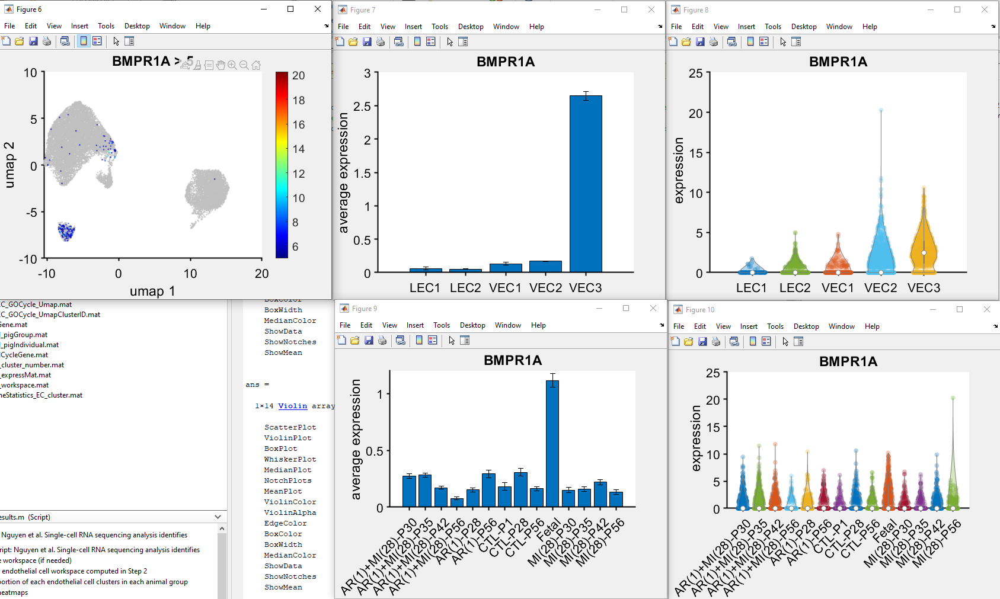 Figure 6
File Edit View Insert Tools Desktop Window Help
BMPR1A > 5
10
5
0
-5
-10
umap 2
-10 0 10 20
umap 1
20
18
16
14
12
10
8
6
Figure 7
File Edit View Insert Tools Desktop Window Help
BMPR1A
3
2.5
2
1.5
1
0.5
0
average expression
LEC1 LEC2 VEC1 VEC2 VEC3
Figure 8
File Edit View Insert Tools Desktop Window Help
BMPR1A
25
20
15
10
5
0
expression
LEC1 LEC2 VEC1 VEC2 VEC3
EC_GOCycle_Umap.mat
EC_GOCycle_UmapClusterID.mat
Gene.mat
l_pigGroup.mat
l_pigIndividual.mat
lCycleGene.mat
_cluster_number.mat
_expressMat.mat
_workspace.mat
neStatistics_EC_cluster.mat
esults.m (Script)
Nguyen et al. Single-cell RNA sequencing analysis identifies
ript: Nguyen et al. Single-cell RNA sequencing analysis identifies
e workspace (if needed)
endothelial cell workspace computed in Step 2
portion of each endothelial cell clusters in each animal group
heatmaps
BoxColor
BoxWidth
MedianColor
ShowData
ShowNotches
ShowMean
ans =
1×14 Violin array
ScatterPlot
ViolinPlot
BoxPlot
WhiskerPlot
MedianPlot
NotchPlots
MeanPlot
ViolinColor
ViolinAlpha
EdgeColor
BoxColor
BoxWidth
MedianColor
ShowData
ShowNotches
ShowMean
Figure 9
File Edit View Insert Tools Desktop Window Help
BMPR1A
1
0.5
0
average expression
AR(1)+MI(28)-P30
AR(1)+MI(28)-P35
AR(1)+MI(28)-P42
AR(1)+MI(28)-P56
AR(1)-P28
AR(1)-P56
CTL-P1
CTL-P28
CTL-P56
Fetal
MI(28)-P30
MI(28)-P35
MI(28)-P42
MI(28)-P56
Figure 10
File Edit View Insert Tools Desktop Window Help
BMPR1A
25
20
15
10
5
0
expression
AR(1)+MI(28)-P30
AR(1)+MI(28)-P35
AR(1)+MI(28)-P42
AR(1)+MI(28)-P56
AR(1)-P28
AR(1)-P56
CTL-P1
CTL-P28
CTL-P56
Fetal
MI(28)-P30
MI(28)-P35
MI(28)-P42
MI(28)-P56